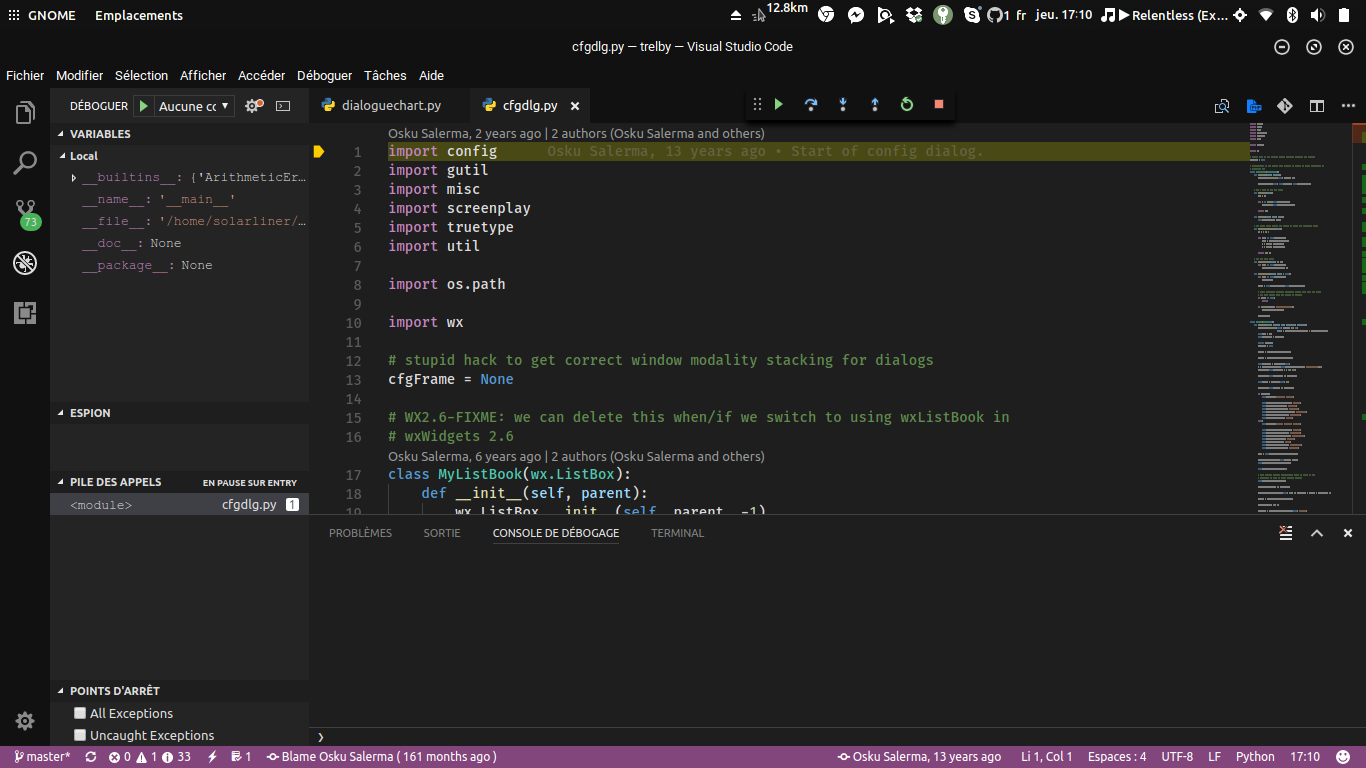 GNOME Emplacements 12.8km 1 fr jeu. 17:10 Relentless (Ex…
cfgdlg.py — trelby — Visual Studio Code
Fichier Modifier Sélection Afficher Accéder Déboguer Tâches Aide
DÉBOGUER Aucune cc dialoguechart.py cfgdlg.py
VARIABLES
Local
__builtins__: {'ArithmeticEr…
__name__: '__main__'
__file__: '/home/solarliner/…
__doc__: None
__package__: None
ESPION
PILE DES APPELS EN PAUSE SUR ENTRY
<module> cfgdlg.py 1
POINTS D'ARRÊT
All Exceptions
Uncaught Exceptions
73
Osku Salerma, 2 years ago | 2 authors (Osku Salerma and others)
1 import config Osku Salerma, 13 years ago • Start of config dialog.
2 import gutil
3 import misc
4 import screenplay
5 import truetype
6 import util
7
8 import os.path
9
10 import wx
11
12 # stupid hack to get correct window modality stacking for dialogs
13 cfgFrame = None
14
15 # WX2.6-FIXME: we can delete this when/if we switch to using wxListBook in
16 # wxWidgets 2.6
Osku Salerma, 6 years ago | 2 authors (Osku Salerma and others)
17 class MyListBook(wx.ListBox):
18 def __init__(self, parent):
19 wx.ListBox.__init__(self, parent, -1)
PROBLÈMES SORTIE CONSOLE DE DÉBOGAGE TERMINAL
master* 0 1 33 1 Blame Osku Salerma ( 161 months ago ) Osku Salerma, 13 years ago Li 1, Col 1 Espaces : 4 UTF-8 LF Python 17:10